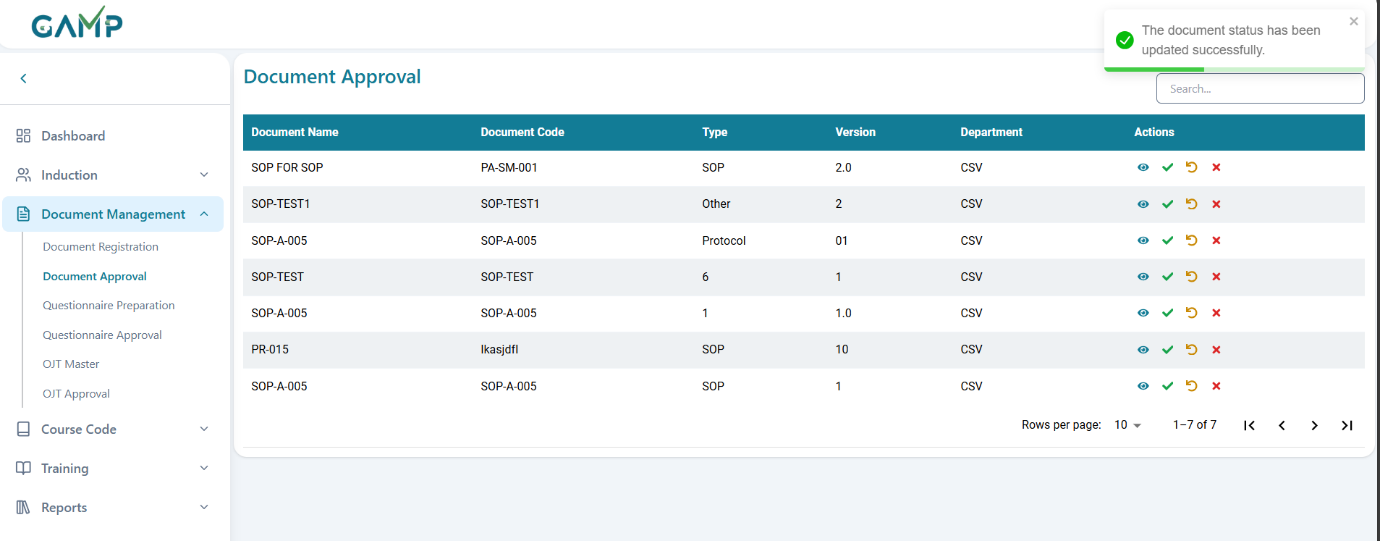 GAMP
The document status has been
updated successfully.
Document Approval
Search...
Dashboard
Induction
Document Management
Document Registration
Document Approval
Questionnaire Preparation
Questionnaire Approval
OJT Master
OJT Approval
Course Code
Training
Reports
Document Name Document Code Type Version Department Actions
SOP FOR SOP PA-SM-001 SOP 2.0 CSV
SOP-TEST1 SOP-TEST1 Other 2 CSV
SOP-A-005 SOP-A-005 Protocol 01 CSV
SOP-TEST SOP-TEST 6 1 CSV
SOP-A-005 SOP-A-005 1 1.0 CSV
PR-015 lkasjdfl SOP 10 CSV
SOP-A-005 SOP-A-005 SOP 1 CSV
Rows per page: 10 1–7 of 7